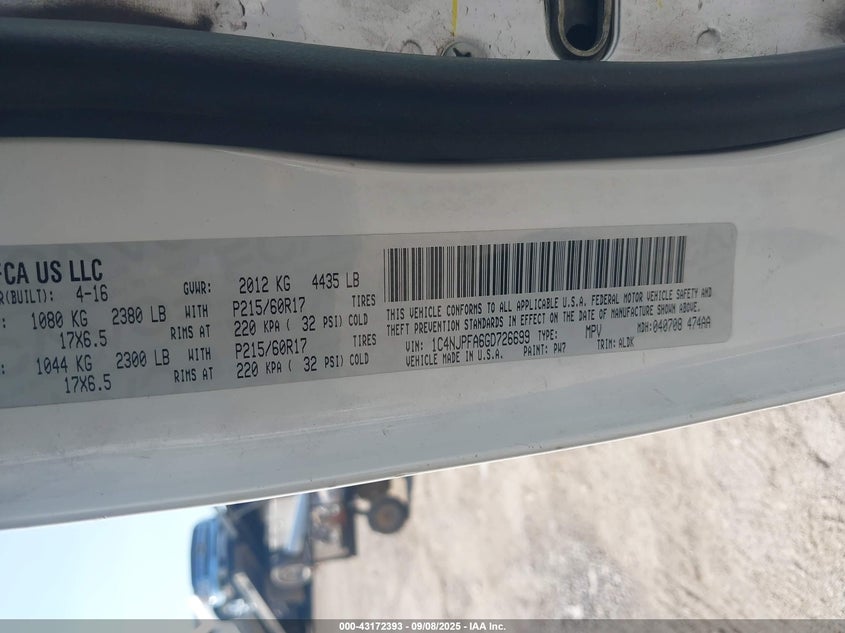 FCA US LLC
R(BUILT): 4-16 GVWR: 2012 KG 4435 LB
: 1080 KG 2380 LB WITH P215/60R17 TIRES
17X6.5 RIMS AT 220 KPA ( 32 PSI) COLD
: 1044 KG 2300 LB WITH P215/60R17 TIRES
17X6.5 RIMS AT 220 KPA ( 32 PSI) COLD
THIS VEHICLE CONFORMS TO ALL APPLICABLE U.S.A. FEDERAL MOTOR VEHICLE SAFETY AND
THEFT PREVENTION STANDARDS IN EFFECT ON THE DATE OF MANUFACTURE SHOWN ABOVE.
VIN: 1C4NJPFA6GD726699 TYPE: MPV MDH:040708 474AA
VEHICLE MADE IN U.S.A. PAINT: PW7 TRIM:ALDK
000-43172393 - 09/08/2025 - IAA Inc.